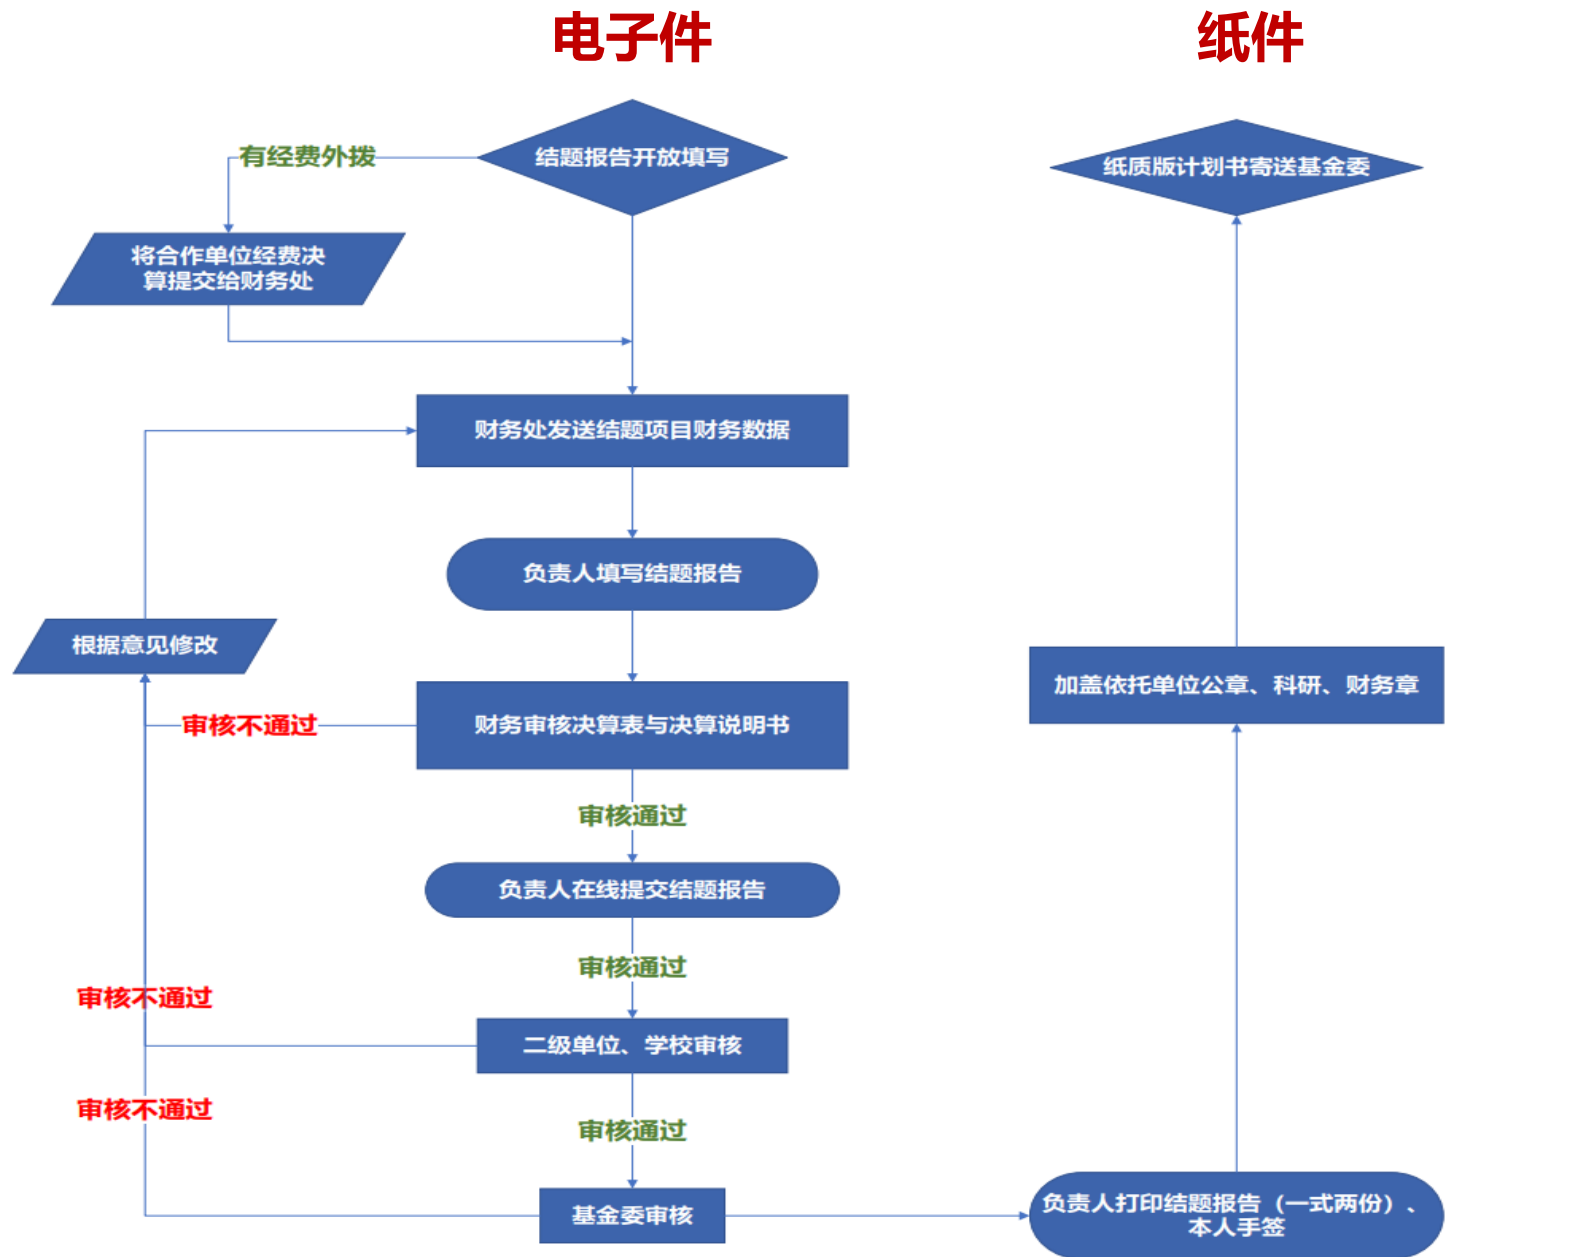 电子件
纸件
结题报告开放填写
有经费外拨
将合作单位经费决
算提交给财务处
财务处发送结题项目财务数据
负责人填写结题报告
根据意见修改
财务审核决算表与决算说明书
审核不通过
审核通过
负责人在线提交结题报告
审核通过
审核不通过
二级单位、学校审核
审核不通过
审核通过
基金委审核
纸质版计划书寄送基金委
加盖依托单位公章、科研、财务章
负责人打印结题报告（一式两份）、
本人手签